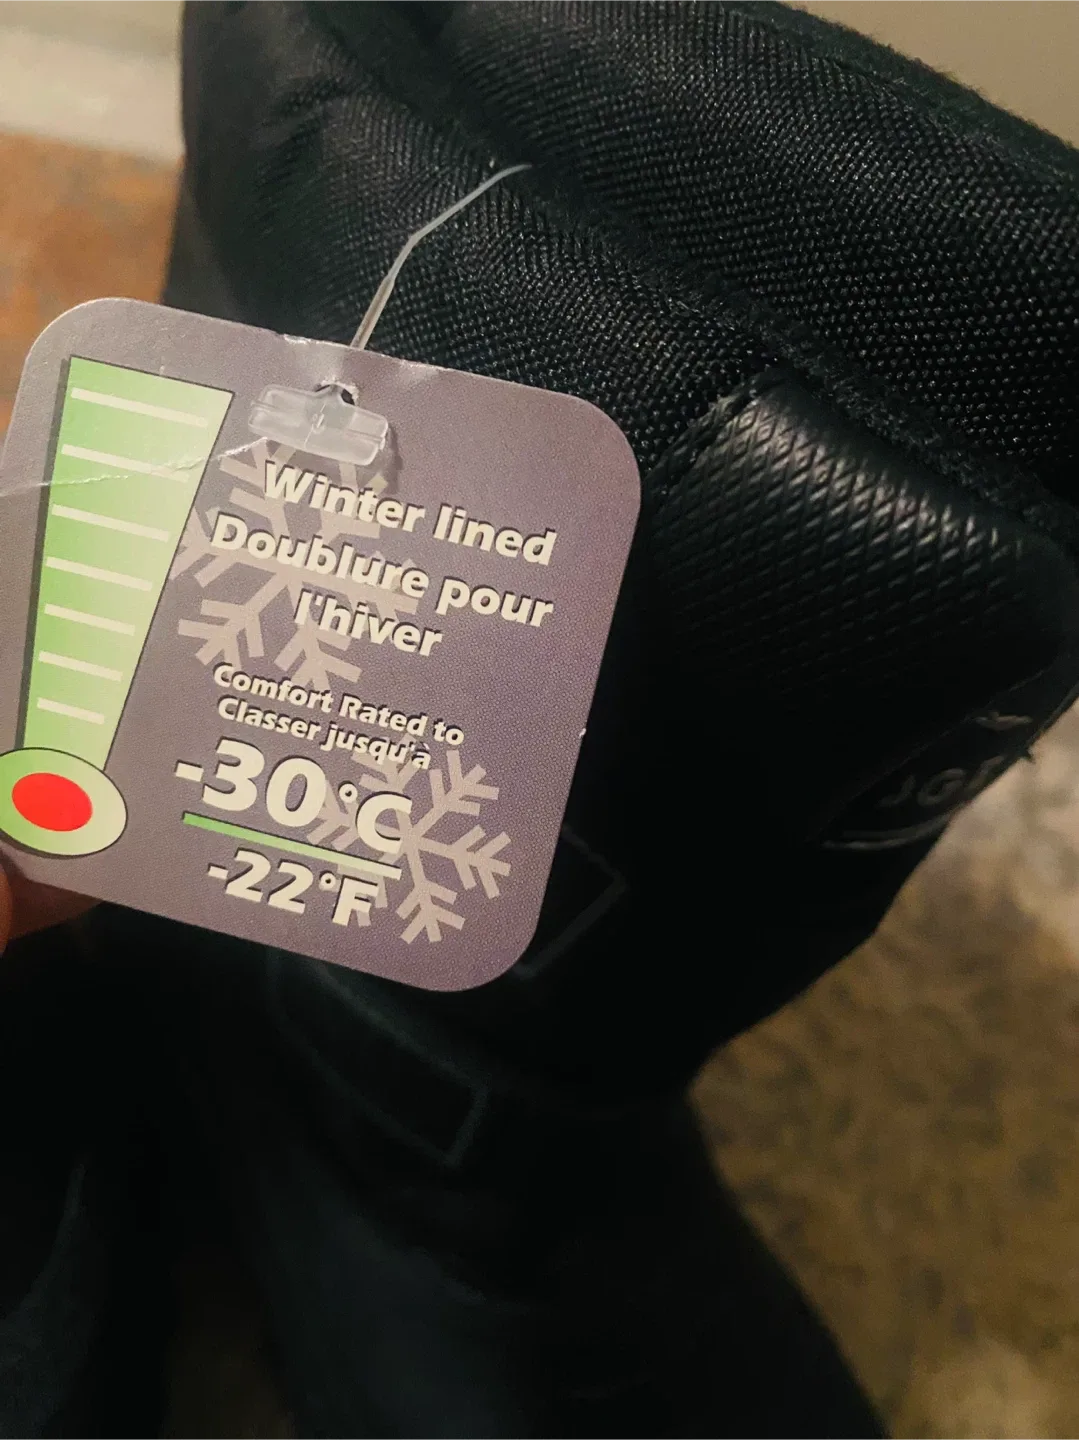 Winter lined
Doublure pour
l'hiver
Comfort Rated to
Classer jusqu'à
-30°C
-22°F